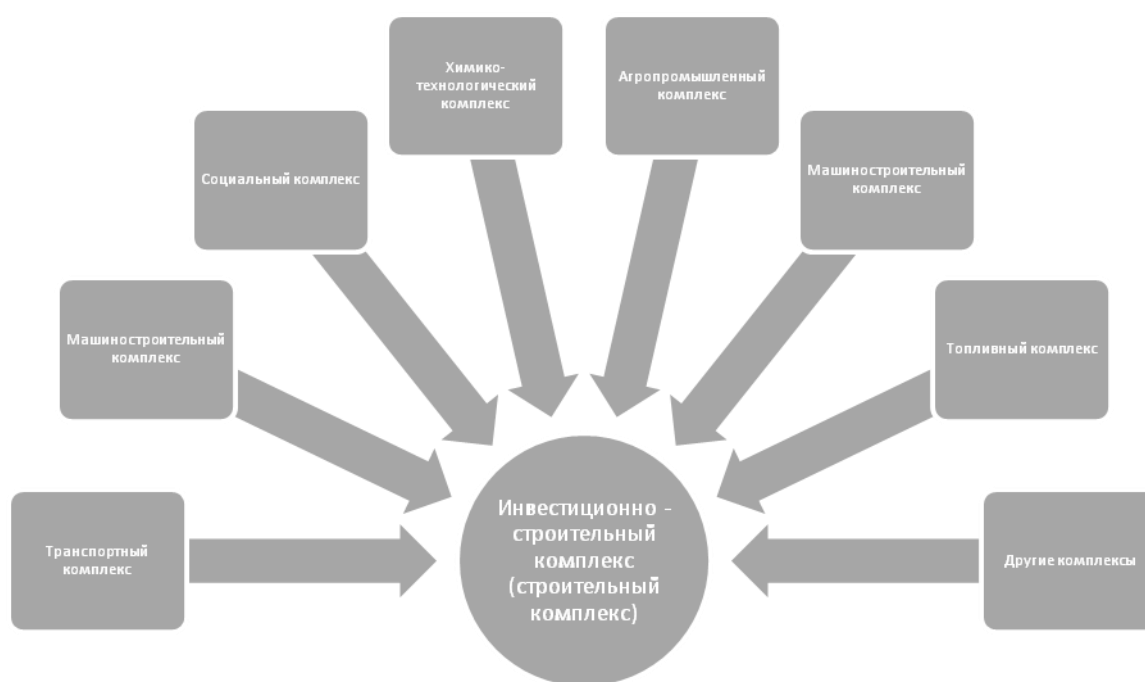 Химико-
технологический
комплекс
Агропромышленный
комплекс
Социальный комплекс
Машиностроительный
комплекс
Машиностроительный
комплекс
Топливный комплекс
Транспортный
комплекс
Инвестиционно -
строительный
комплекс
(строительный
комплекс)
Другие комплексы